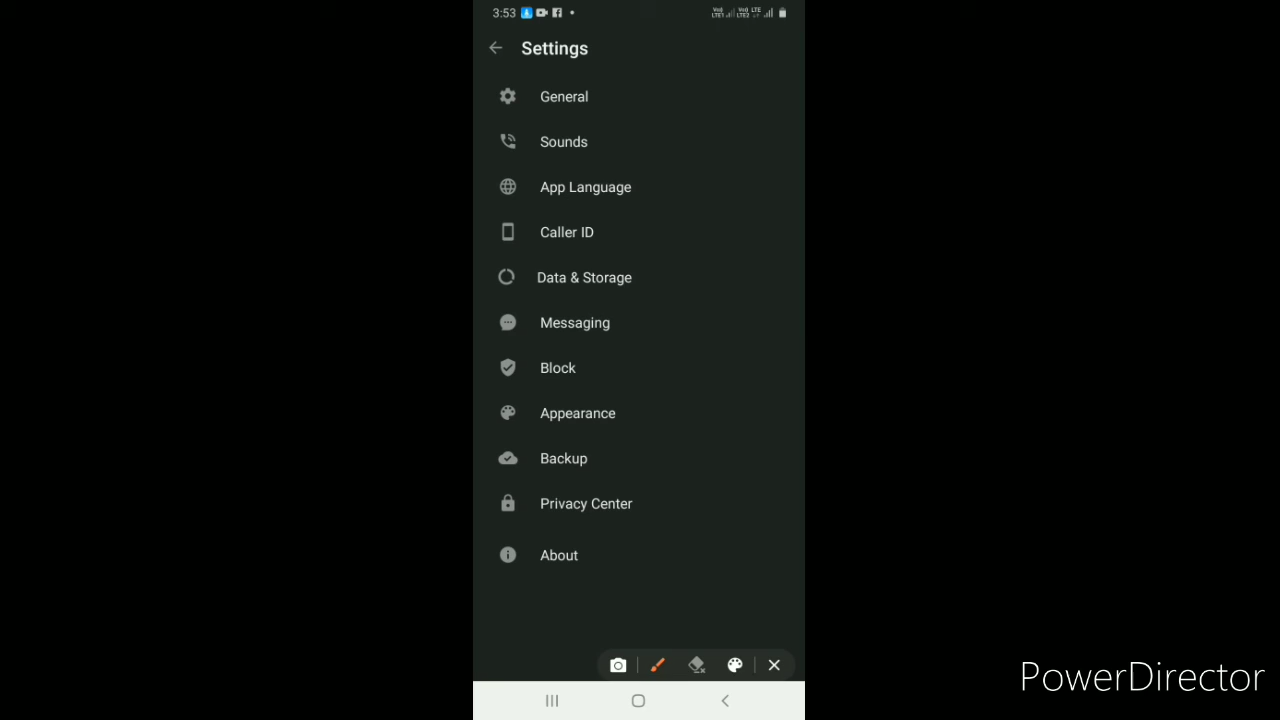 3:53
Settings
General
Sounds
App Language
Caller ID
Data & Storage
Messaging
Block
Appearance
Backup
Privacy Center
About
PowerDirector